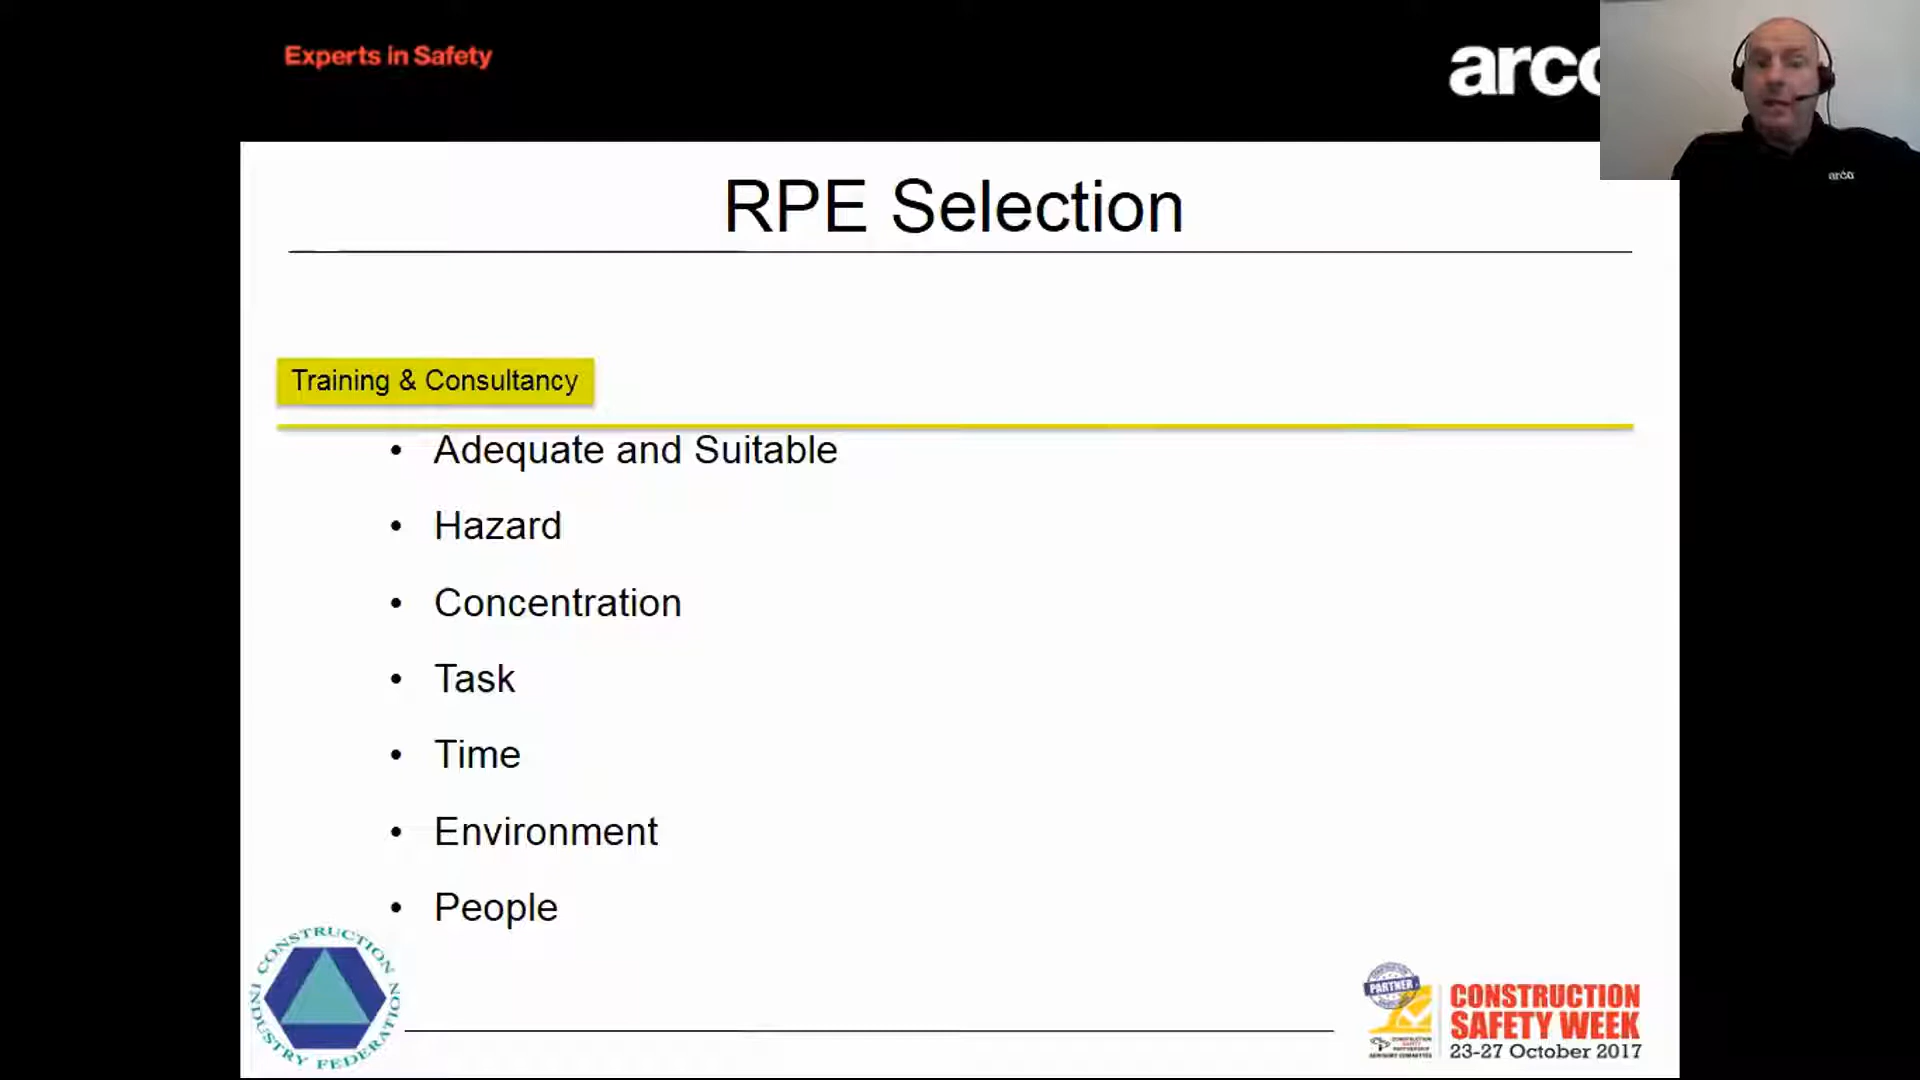 Experts in Safety
arco
arco
RPE Selection
Training & Consultancy
• Adequate and Suitable
• Hazard
• Concentration
• Task
• Time
• Environment
• People
CONSTRUCTION INDUSTRY FEDERATION
PARTNER
CONSTRUCTION
SAFETY WEEK
23-27 October 2017